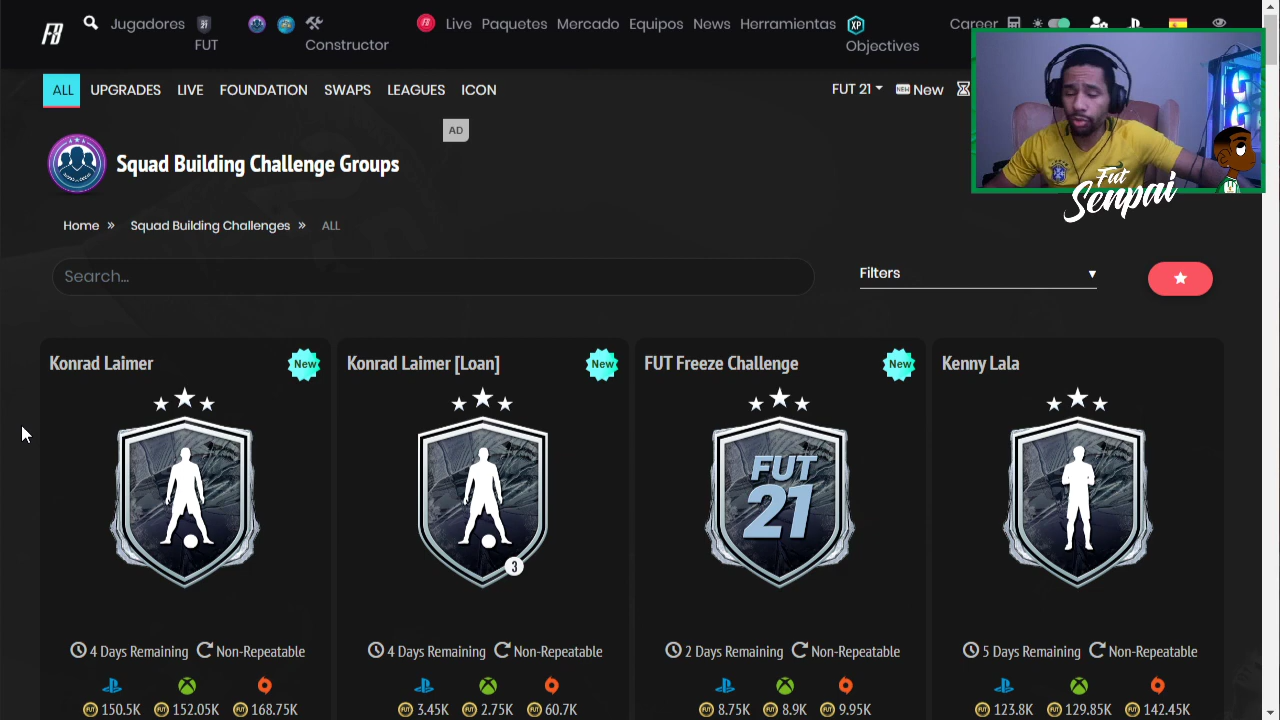 FB Jugadores FUT Constructor Live Paquetes Mercado Equipos News Herramientas XP Objectives Career
ALL UPGRADES LIVE FOUNDATION SWAPS LEAGUES ICON FUT 21 NEW New
AD
Squad Building Challenge Groups
Fut
Senpai
Home » Squad Building Challenges » ALL
Search...
Filters
Konrad Laimer New
Konrad Laimer [Loan] New
FUT Freeze Challenge New
Kenny Lala
FUT
21
3
4 Days Remaining Non-Repeatable
4 Days Remaining Non-Repeatable
2 Days Remaining Non-Repeatable
5 Days Remaining Non-Repeatable
150.5K 152.05K 168.75K
3.45K 2.75K 60.7K
8.75K 8.9K 9.95K
123.8K 129.85K 142.45K